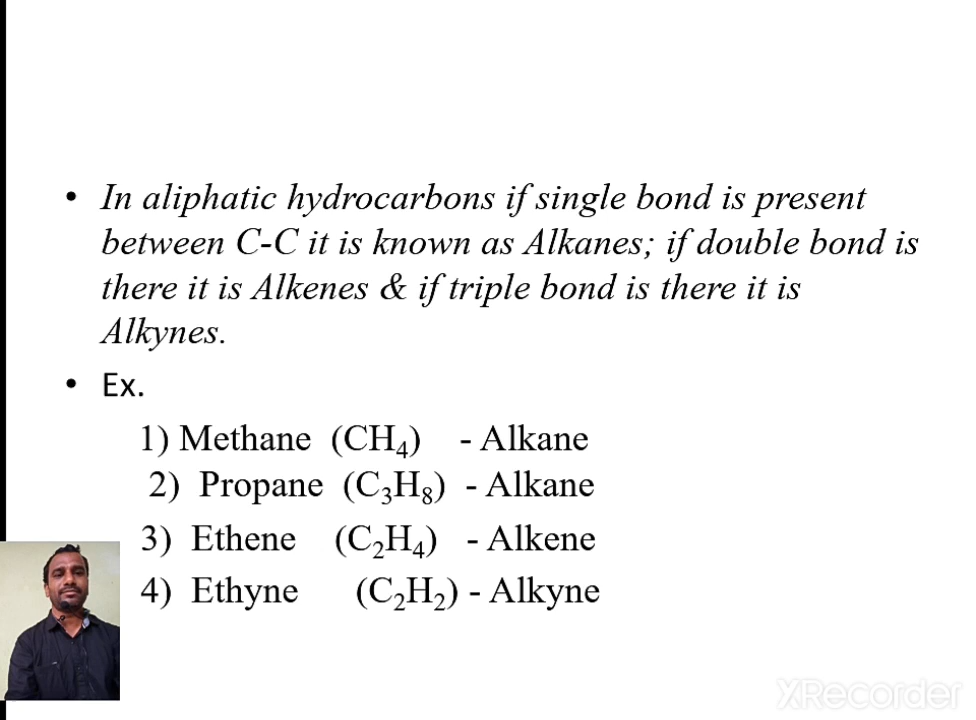 • In aliphatic hydrocarbons if single bond is present
between C-C it is known as Alkanes; if double bond is
there it is Alkenes & if triple bond is there it is
Alkynes.
• Ex.
1) Methane (CH₄) - Alkane
2) Propane (C₃H₈) - Alkane
3) Ethene (C₂H₄) - Alkene
4) Ethyne (C₂H₂) - Alkyne
XRecorder